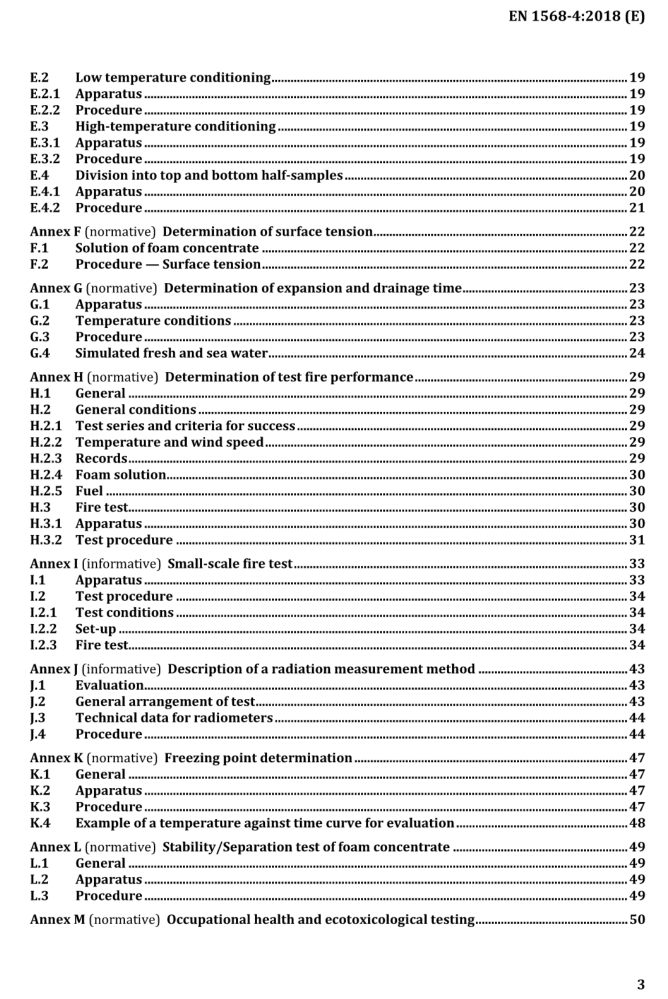 EN 1568-4:2018 (E)
E.2 Low temperature conditioning 19
E.2.1 Apparatus 19
E.2.2 Procedure 19
E.3 High-temperature conditioning 19
E.3.1 Apparatus 19
E.3.2 Procedure 19
E.4 Division into top and bottom half-samples 20
E.4.1 Apparatus 20
E.4.2 Procedure 21
Annex F (normative) Determination of surface tension 22
F.1 Solution of foam concentrate 22
F.2 Procedure — Surface tension 22
Annex G (normative) Determination of expansion and drainage time 23
G.1 Apparatus 23
G.2 Temperature conditions 23
G.3 Procedure 23
G.4 Simulated fresh and sea water 24
Annex H (normative) Determination of test fire performance 29
H.1 General 29
H.2 General conditions 29
H.2.1 Test series and criteria for success 29
H.2.2 Temperature and wind speed 29
H.2.3 Records 29
H.2.4 Foam solution 30
H.2.5 Fuel 30
H.3 Fire test 30
H.3.1 Apparatus 30
H.3.2 Test procedure 31
Annex I (informative) Small-scale fire test 33
I.1 Apparatus 33
I.2 Test procedure 34
I.2.1 Test conditions 34
I.2.2 Set-up 34
I.2.3 Fire test 34
Annex J (informative) Description of a radiation measurement method 43
J.1 Evaluation 43
J.2 General arrangement of test 43
J.3 Technical data for radiometers 44
J.4 Procedure 44
Annex K (normative) Freezing point determination 47
K.1 General 47
K.2 Apparatus 47
K.3 Procedure 47
K.4 Example of a temperature against time curve for evaluation 48
Annex L (normative) Stability/Separation test of foam concentrate 49
L.1 General 49
L.2 Apparatus 49
L.3 Procedure 49
Annex M (normative) Occupational health and ecotoxicological testing 50
3